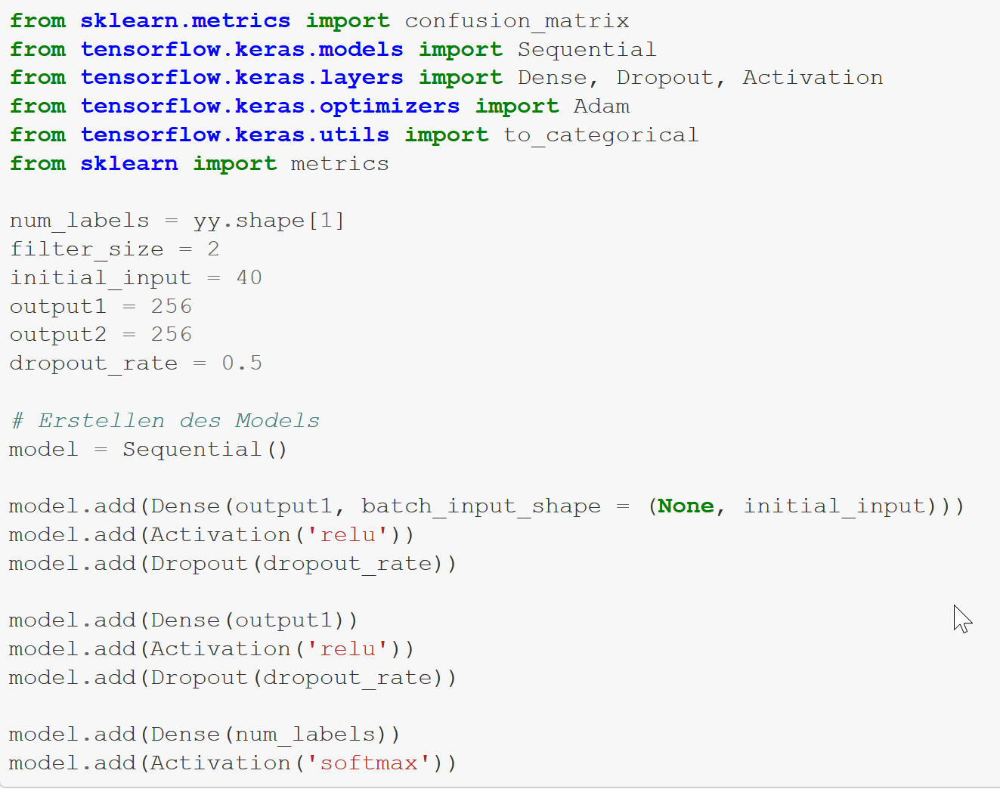 from sklearn.metrics import confusion_matrix
from tensorflow.keras.models import Sequential
from tensorflow.keras.layers import Dense, Dropout, Activation
from tensorflow.keras.optimizers import Adam
from tensorflow.keras.utils import to_categorical
from sklearn import metrics

num_labels = yy.shape[1]
filter_size = 2
initial_input = 40
output1 = 256
output2 = 256
dropout_rate = 0.5

# Erstellen des Models
model = Sequential()

model.add(Dense(output1, batch_input_shape = (None, initial_input)))
model.add(Activation('relu'))
model.add(Dropout(dropout_rate))

model.add(Dense(output1))
model.add(Activation('relu'))
model.add(Dropout(dropout_rate))

model.add(Dense(num_labels))
model.add(Activation('softmax'))